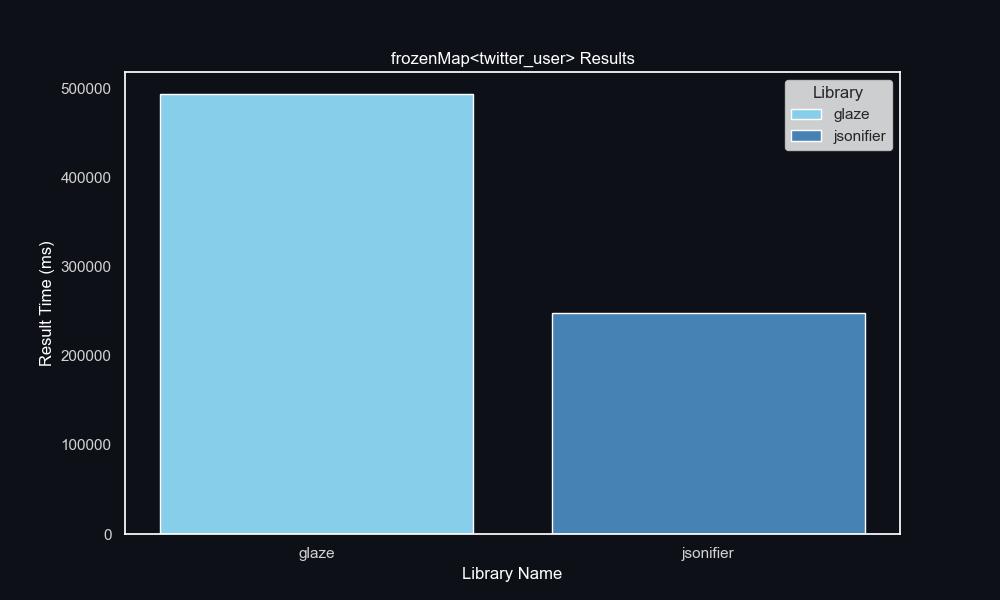 frozenMap<twitter_user> Results
Library
glaze
jsonifier
500000
400000
300000
200000
100000
0
Result Time (ms)
glaze
jsonifier
Library Name